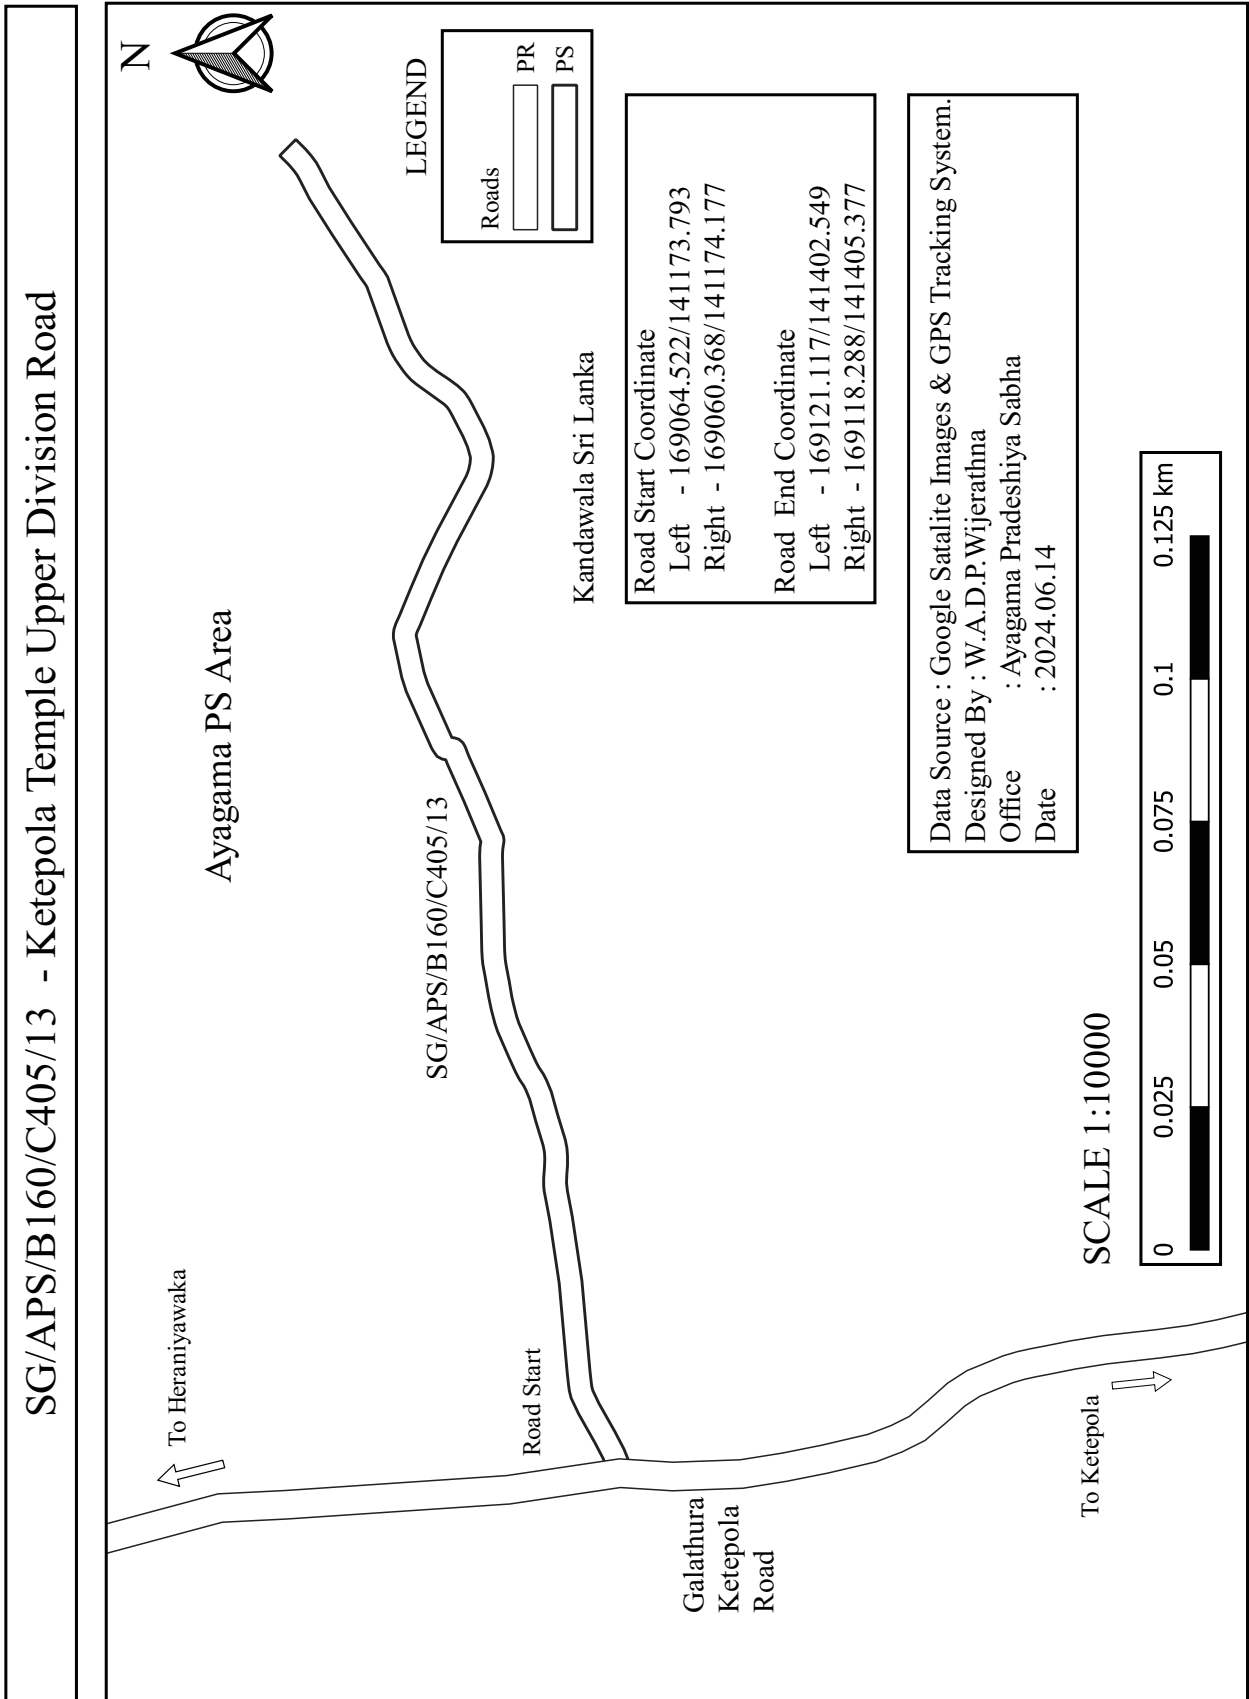 SG/APS/B160/C405/13 - Ketepola Temple Upper Division Road
N
To Heraniyawaka
Ayagama PS Area
LEGEND
Roads
PR
PS
SG/APS/B160/C405/13
Road Start
Kandawala Sri Lanka
Road Start Coordinate
Left - 169064.522/141173.793
Right - 169060.368/141174.177
Road End Coordinate
Left - 169121.117/141402.549
Right - 169118.288/141405.377
Galathura
Ketepola
Road
Data Source : Google Satalite Images & GPS Tracking System.
Designed By : W.A.D.P.Wijerathna
Office : Ayagama Pradeshiya Sabha
Date : 2024.06.14
To Ketepola
SCALE 1:10000
0 0.025 0.05 0.075 0.1 0.125 km